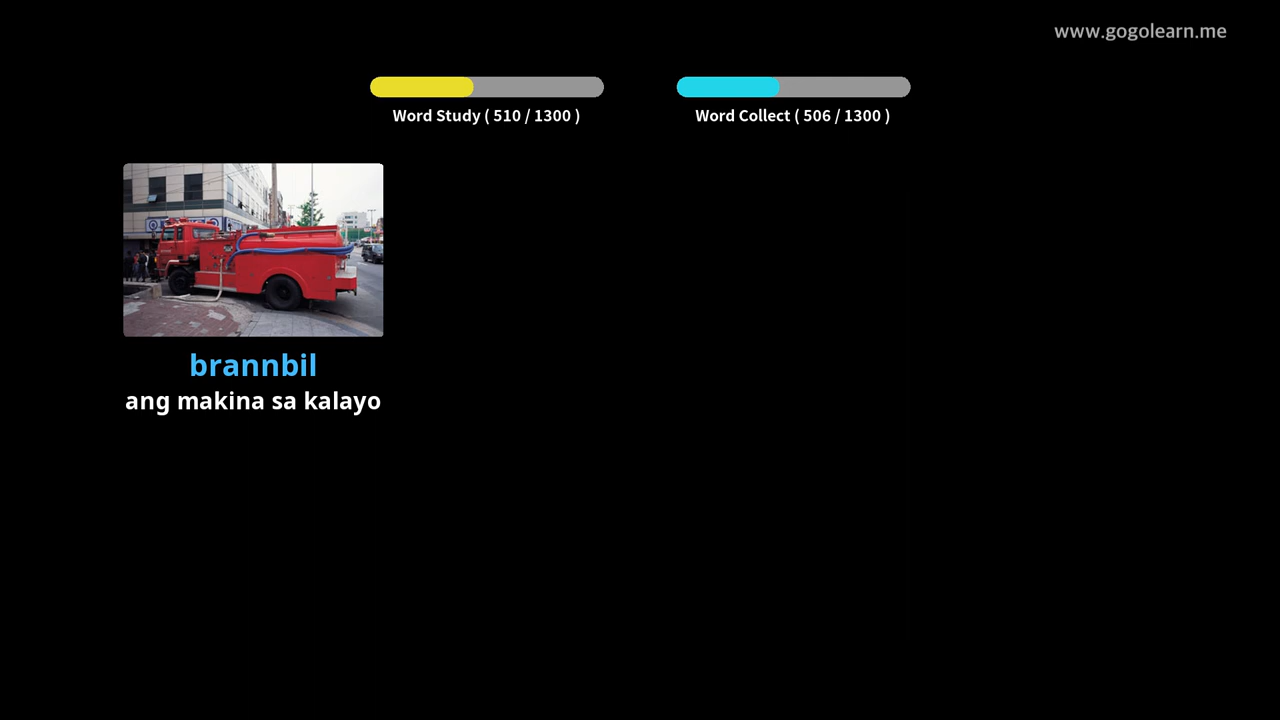 www.gogolearn.me
Word Study ( 510 / 1300 )
Word Collect ( 506 / 1300 )
brannbil
ang makina sa kalayo